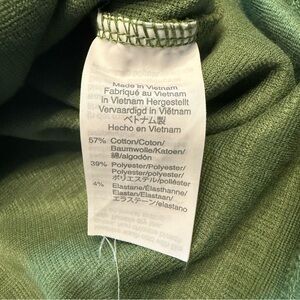 Made in Vietnam
Fabriqué au Vietnam
in Vietnam Hergestellt
Vervaardigd in Viëtnam
ベトナム製
Hecho en Vietnam
57% Cotton/Coton/
Baumwolle/Katoen/
綿/algodón
39% Polyester/Polyester/
Polyester/polyester/
ポリエステル/poliéster
4% Elastane/Élasthanne/
Elastan/Elastaan/
エラステーン/elastano